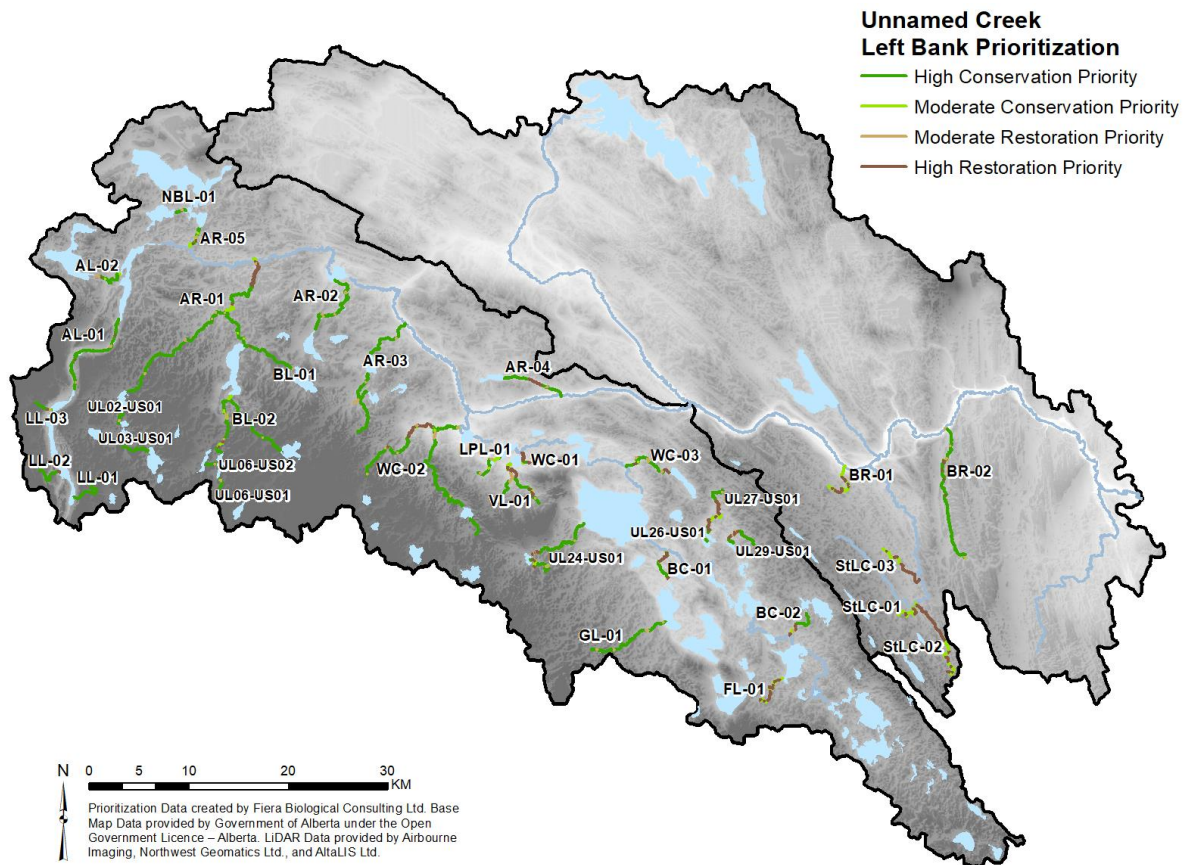 Unnamed Creek
Left Bank Prioritization
High Conservation Priority
Moderate Conservation Priority
Moderate Restoration Priority
High Restoration Priority
NBL-01
AR-05
AL-02
AR-01
AR-02
AL-01
AR-03
BL-01
AR-04
UL02-US01
LL-03
BL-02
UL03-US01
LPL-01
WC-01
WC-03
BR-01
BR-02
LL-02
LL-01
UL06-US02
WC-02
UL06-US01
VL-01
UL27-US01
UL26-US01
UL24-US01
UL29-US01
BC-01
StLC-03
StLC-01
BC-02
GL-01
StLC-02
FL-01
N
0 5 10 20 30
KM
Prioritization Data created by Fiera Biological Consulting Ltd. Base
Map Data provided by Government of Alberta under the Open
Government Licence – Alberta. LiDAR Data provided by Airbourne
Imaging, Northwest Geomatics Ltd., and AltaLIS Ltd.